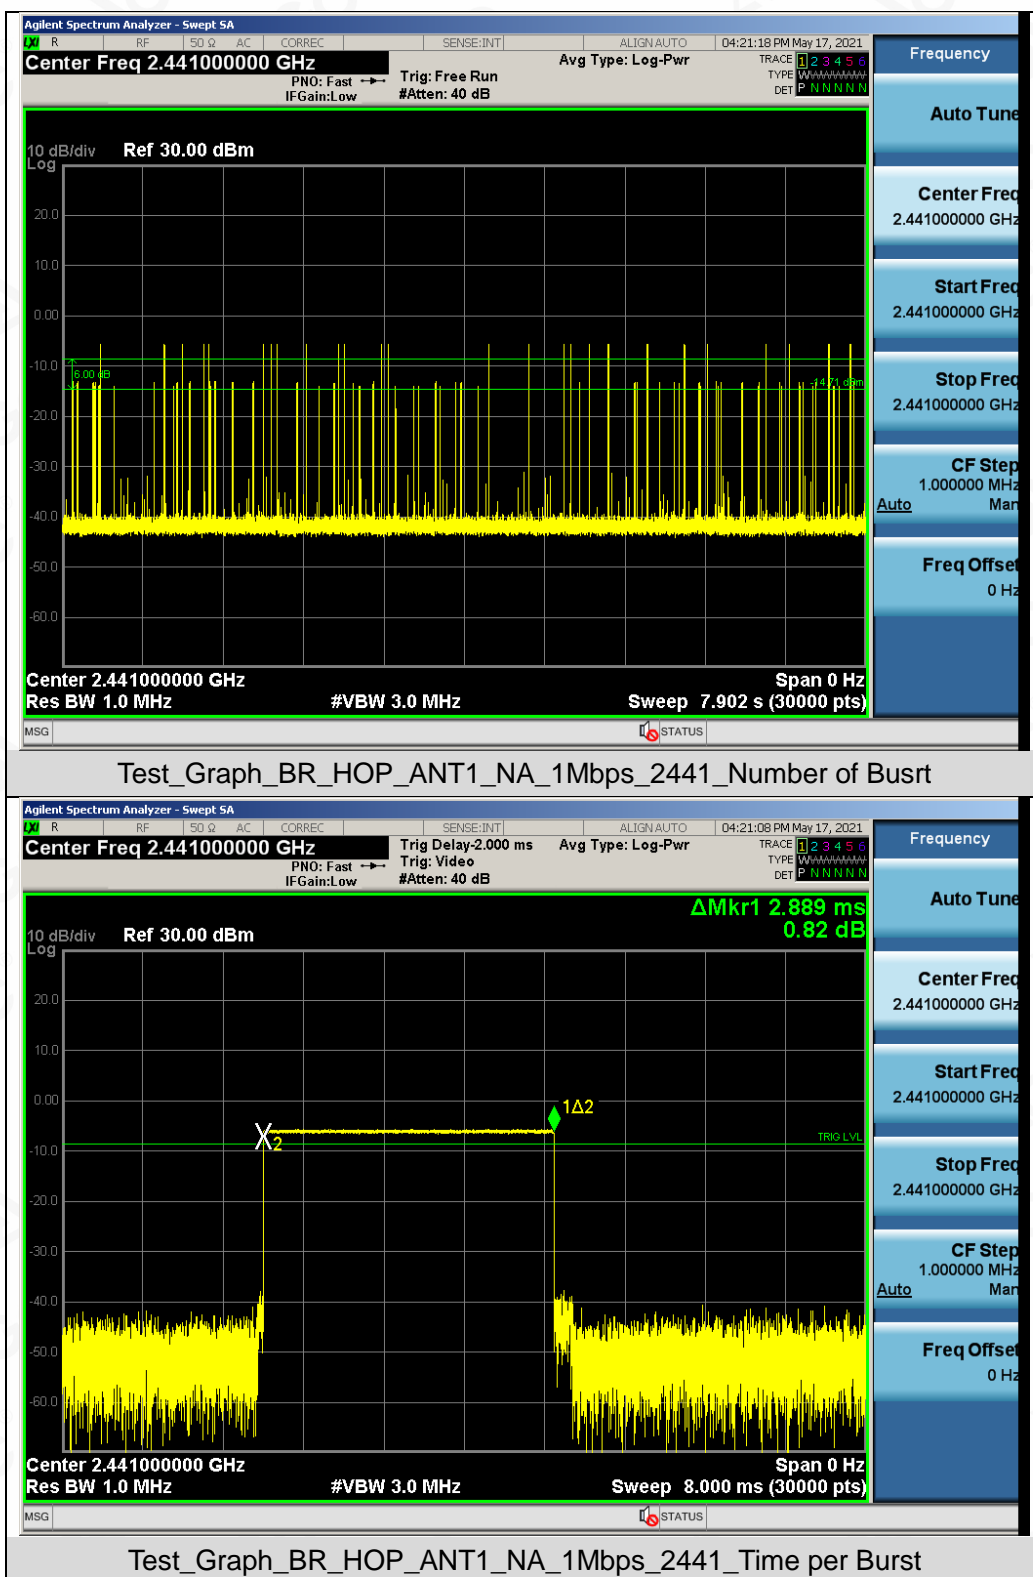 Agilent Spectrum Analyzer - Swept SA
LXI R RF 50 Ω AC CORREC SENSE:INT ALIGN AUTO 04:21:18 PM May 17, 2021
Center Freq 2.441000000 GHz
PNO: Fast
IFGain:Low
Trig: Free Run
#Atten: 40 dB
Avg Type: Log-Pwr
TRACE 1 2 3 4 5 6
TYPE W
DET P N N N N N
10 dB/div
Log
Ref 30.00 dBm
20.0
10.0
0.00
-10.0
-20.0
-30.0
-40.0
-50.0
-60.0
6.00 dB
-14.71 dBm
Center 2.441000000 GHz
Span 0 Hz
Res BW 1.0 MHz
#VBW 3.0 MHz
Sweep 7.902 s (30000 pts)
MSG
STATUS
Frequency
Auto Tune
Center Freq
2.441000000 GHz
Start Freq
2.441000000 GHz
Stop Freq
2.441000000 GHz
CF Step
1.000000 MHz
Auto Man
Freq Offset
0 Hz
Test_Graph_BR_HOP_ANT1_NA_1Mbps_2441_Number of Busrt
Agilent Spectrum Analyzer - Swept SA
LXI R RF 50 Ω AC CORREC SENSE:INT ALIGN AUTO 04:21:08 PM May 17, 2021
Center Freq 2.441000000 GHz
PNO: Fast
IFGain:Low
Trig Delay-2.000 ms
Trig: Video
#Atten: 40 dB
Avg Type: Log-Pwr
TRACE 1 2 3 4 5 6
TYPE W
DET P N N N N N
ΔMkr1 2.889 ms
0.82 dB
10 dB/div
Log
Ref 30.00 dBm
20.0
10.0
0.00
-10.0
-20.0
-30.0
-40.0
-50.0
-60.0
1Δ2
2
TRIG LVL
Center 2.441000000 GHz
Span 0 Hz
Res BW 1.0 MHz
#VBW 3.0 MHz
Sweep 8.000 ms (30000 pts)
MSG
STATUS
Frequency
Auto Tune
Center Freq
2.441000000 GHz
Start Freq
2.441000000 GHz
Stop Freq
2.441000000 GHz
CF Step
1.000000 MHz
Auto Man
Freq Offset
0 Hz
Test_Graph_BR_HOP_ANT1_NA_1Mbps_2441_Time per Burst